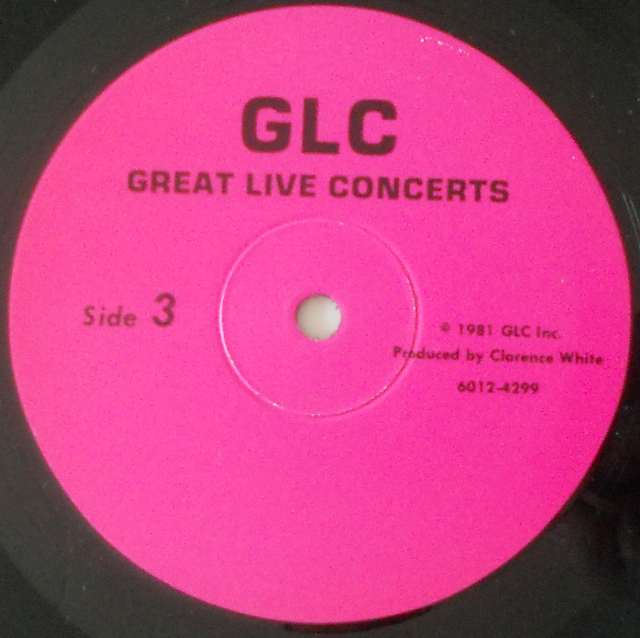 GLC
GREAT LIVE CONCERTS
Side 3
© 1981 GLC Inc.
Produced by Clarence White
6012-4299